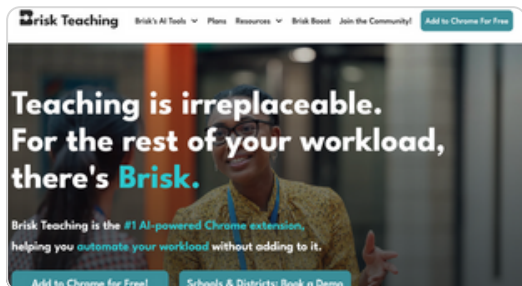 Brisk Teaching
Brisk's AI Tools Plans Resources Brisk Boost Join the Community! Add to Chrome For Free
Teaching is irreplaceable.
For the rest of your workload,
there's Brisk.
Brisk Teaching is the #1 AI-powered Chrome extension,
helping you automate your workload without adding to it.
Add to Chrome for Free! Schools & Districts: Book a Demo